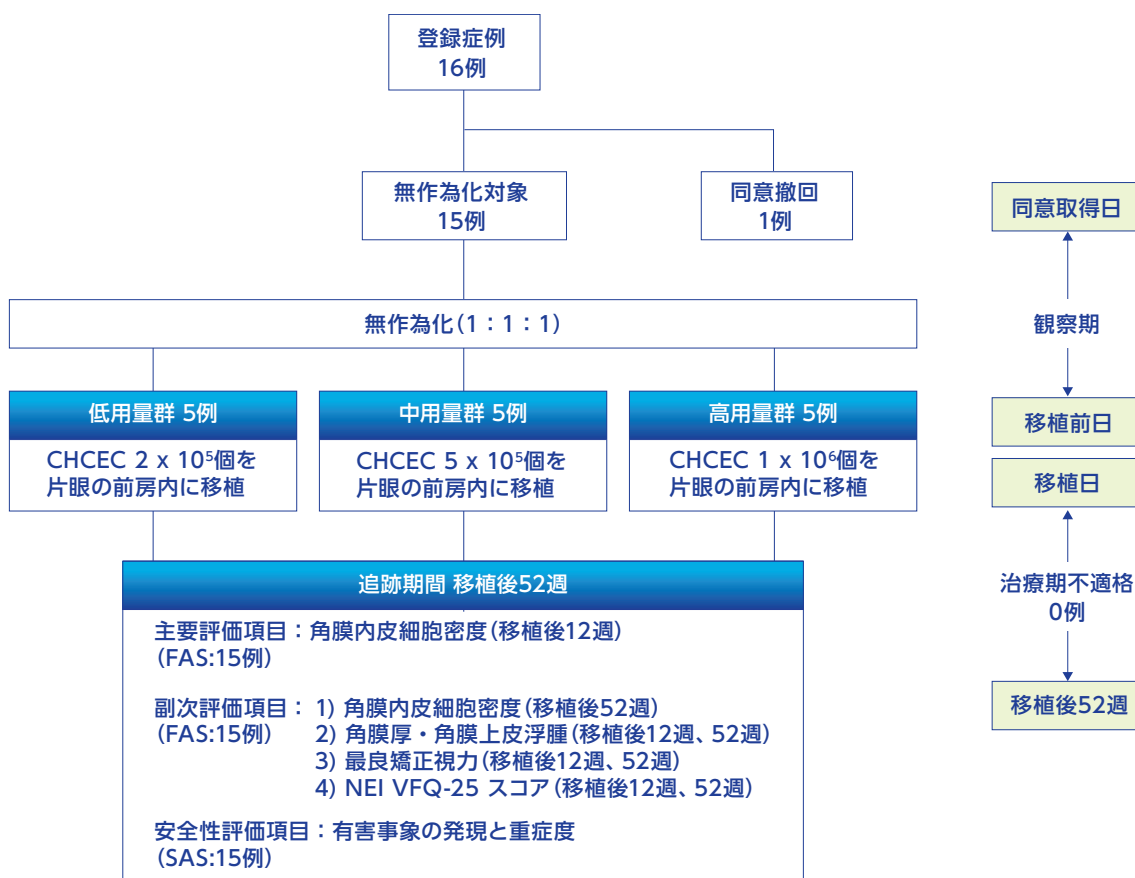 登録症例
16例
無作為化対象
15例
同意撤回
1例
無作為化(1:1:1)
低用量群 5例
CHCEC 2 x 10⁵個を
片眼の前房内に移植
中用量群 5例
CHCEC 5 x 10⁵個を
片眼の前房内に移植
高用量群 5例
CHCEC 1 x 10⁶個を
片眼の前房内に移植
追跡期間 移植後52週
主要評価項目:角膜内皮細胞密度(移植後12週)
(FAS:15例)
副次評価項目: 1) 角膜内皮細胞密度(移植後52週)
(FAS:15例) 2) 角膜厚・角膜上皮浮腫(移植後12週、52週)
3) 最良矯正視力(移植後12週、52週)
4) NEI VFQ-25 スコア(移植後12週、52週)
安全性評価項目:有害事象の発現と重症度
(SAS:15例)
同意取得日
観察期
移植前日
移植日
治療期不適格
0例
移植後52週